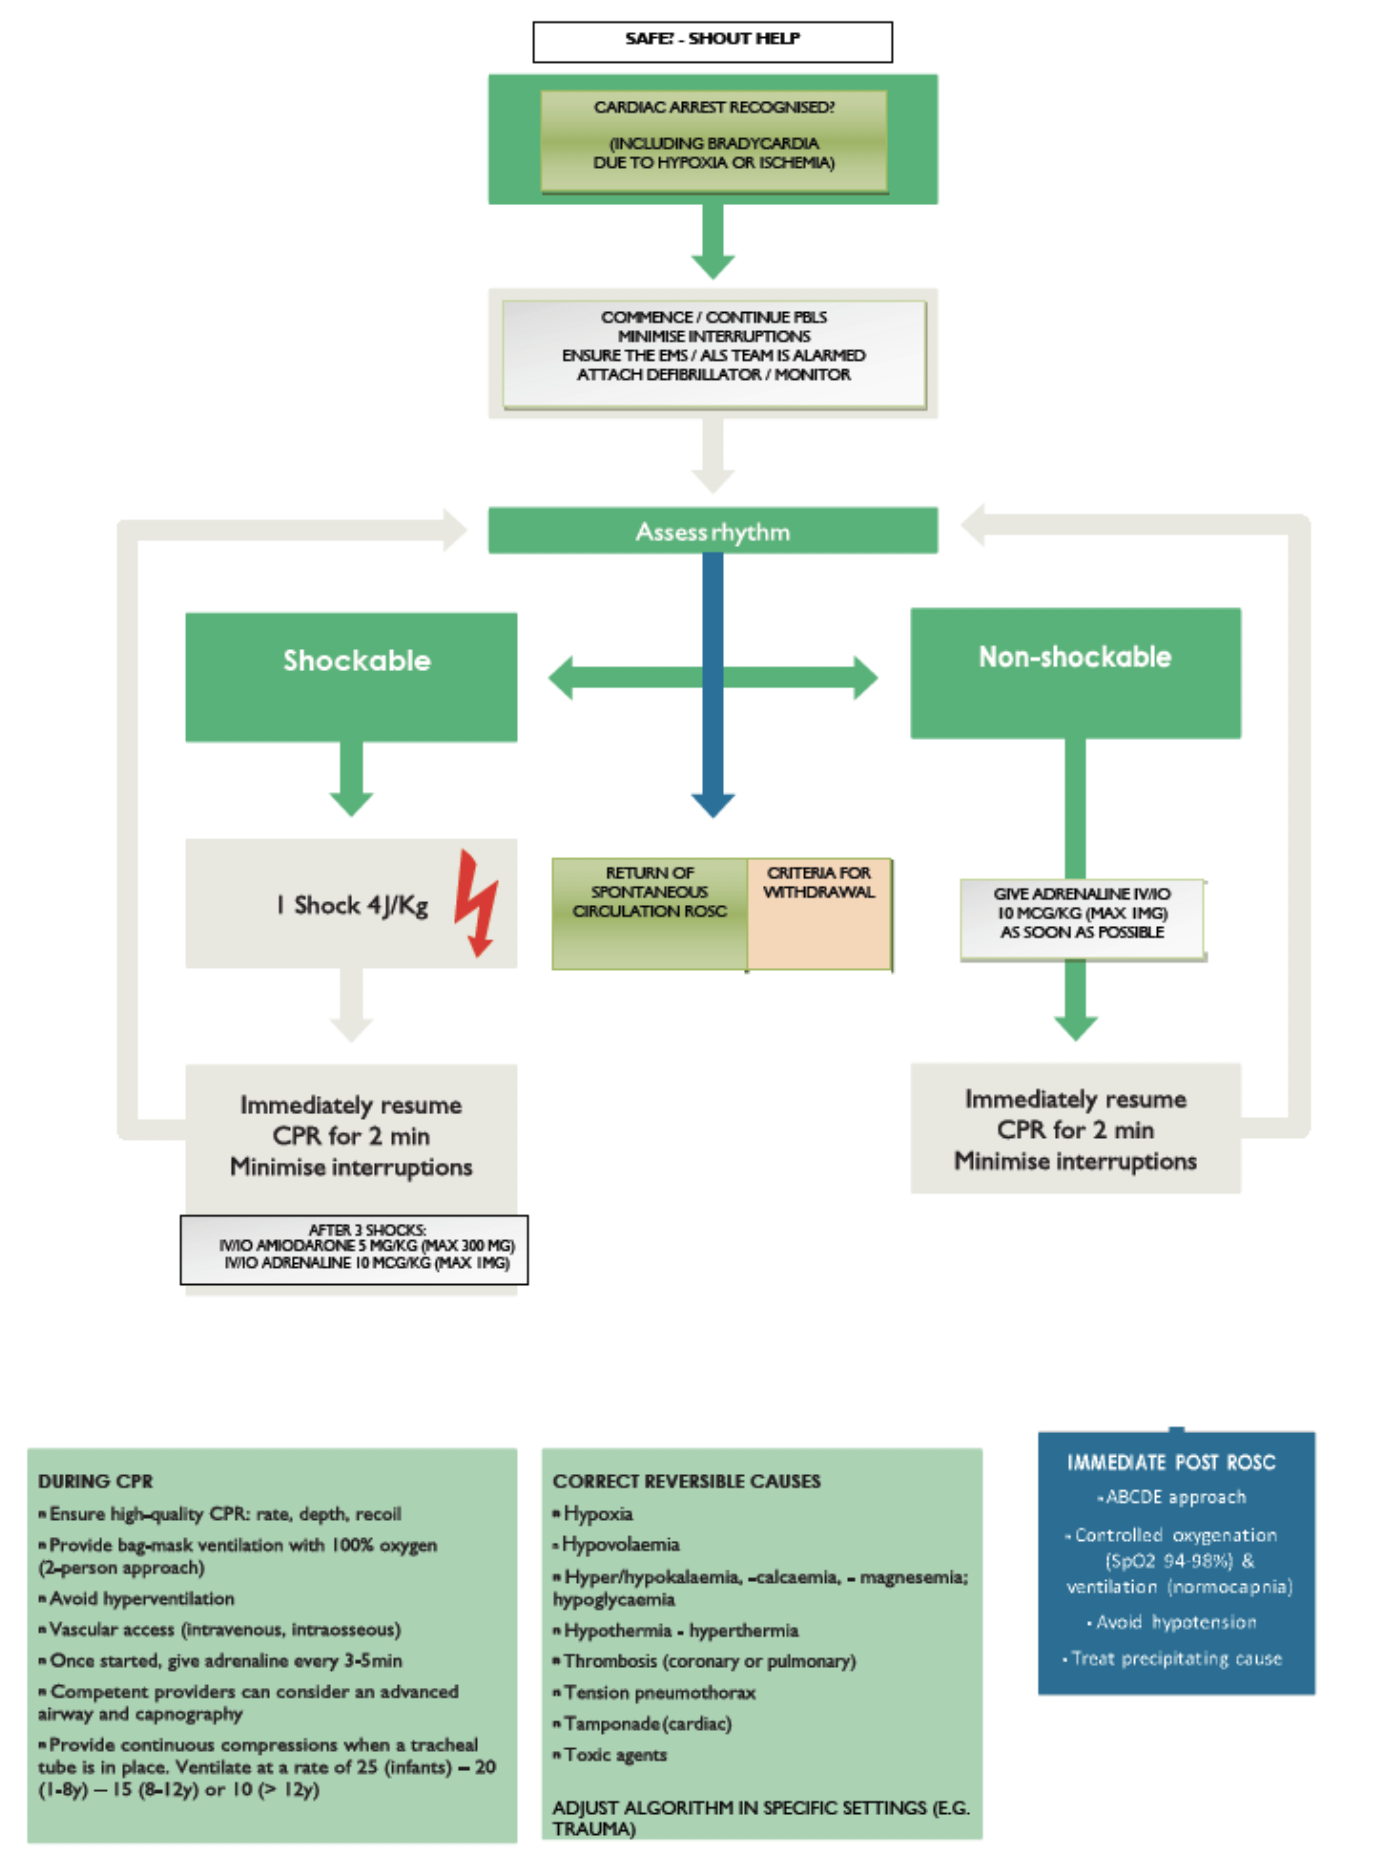 SAFE? - SHOUT HELP
CARDIAC ARREST RECOGNISED?
(INCLUDING BRADYCARDIA
DUE TO HYPOXIA OR ISCHEMIA)
COMMENCE / CONTINUE PBLS
MINIMISE INTERRUPTIONS
ENSURE THE EMS / ALS TEAM IS ALARMED
ATTACH DEFIBRILLATOR / MONITOR
Assess rhythm
Shockable
Non-shockable
1 Shock 4J/Kg
RETURN OF
SPONTANEOUS
CIRCULATION ROSC
CRITERIA FOR
WITHDRAWAL
GIVE ADRENALINE IV/IO
10 MCG/KG (MAX 1MG)
AS SOON AS POSSIBLE
Immediately resume
CPR for 2 min
Minimise interruptions
Immediately resume
CPR for 2 min
Minimise interruptions
AFTER 3 SHOCKS:
IV/IO AMIODARONE 5 MG/KG (MAX 300 MG)
IV/IO ADRENALINE 10 MCG/KG (MAX 1MG)
DURING CPR
▪ Ensure high-quality CPR: rate, depth, recoil
▪ Provide bag-mask ventilation with 100% oxygen
(2-person approach)
▪ Avoid hyperventilation
▪ Vascular access (intravenous, intraosseous)
▪ Once started, give adrenaline every 3-5min
▪ Competent providers can consider an advanced
airway and capnography
▪ Provide continuous compressions when a tracheal
tube is in place. Ventilate at a rate of 25 (infants) – 20
(1-8y) – 15 (8-12y) or 10 (> 12y)
CORRECT REVERSIBLE CAUSES
▪ Hypoxia
▪ Hypovolaemia
▪ Hyper/hypokalaemia, -calcaemia, - magnesemia;
hypoglycaemia
▪ Hypothermia - hyperthermia
▪ Thrombosis (coronary or pulmonary)
▪ Tension pneumothorax
▪ Tamponade (cardiac)
▪ Toxic agents
ADJUST ALGORITHM IN SPECIFIC SETTINGS (E.G.
TRAUMA)
IMMEDIATE POST ROSC
• ABCDE approach
• Controlled oxygenation
(SpO2 94-98%) &
ventilation (normocapnia)
• Avoid hypotension
• Treat precipitating cause